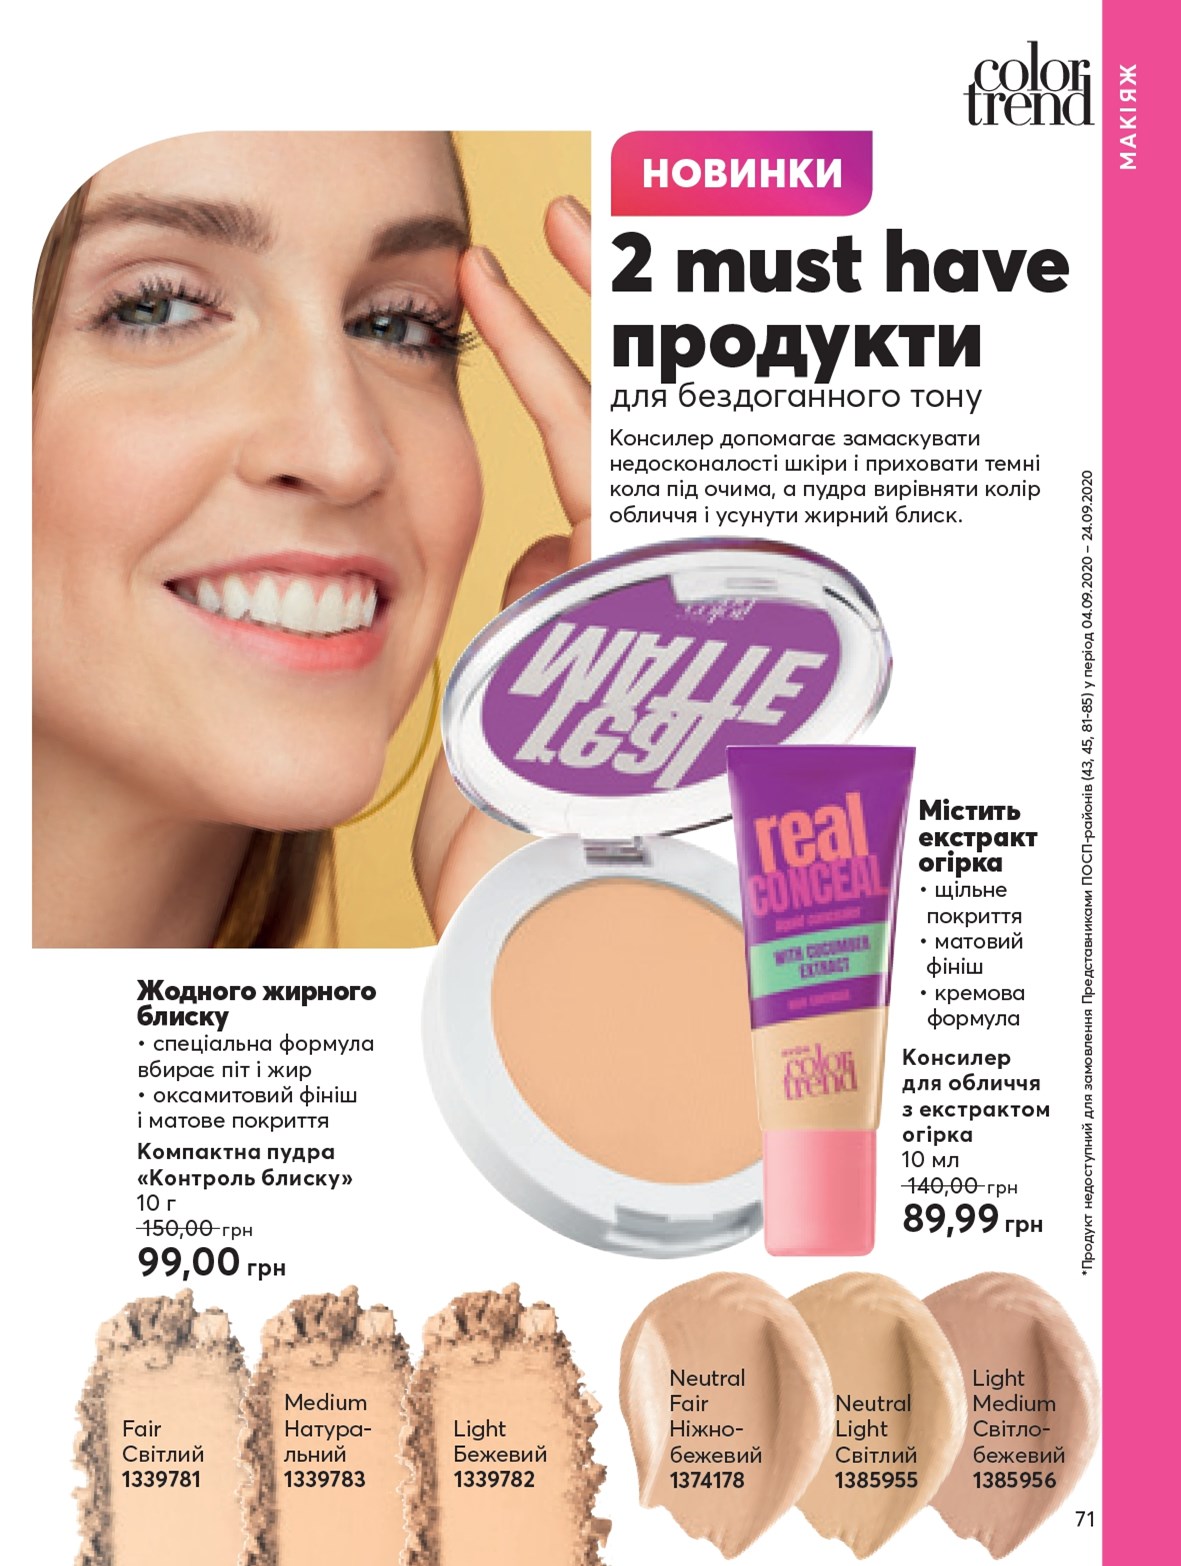 color
trend
МАКІЯЖ
НОВИНКИ
2 must have
продукти
для бездоганного тону
Консилер допомагає замаскувати
недосконалості шкіри і приховати темні
кола під очима, а пудра вирівняти колір
обличчя і усунути жирний блиск.
*Продукт недоступний для замовлення Представниками ПОСП-районів (43, 45, 81-85) у період 04.09.2020 – 24.09.2020
MATTE
real
CONCEAL
WITH CUCUMBER
EXTRACT
color
trend
Містить
екстракт
огірка
• щільне
покриття
• матовий
фініш
• кремова
формула
Консилер
для обличчя
з екстрактом
огірка
10 мл
140,00 грн
89,99 грн
Жодного жирного
блиску
• спеціальна формула
вбирає піт і жир
• оксамитовий фініш
і матове покриття
Компактна пудра
«Контроль блиску»
10 г
150,00 грн
99,00 грн
Fair
Світлий
1339781
Medium
Натура-
льний
1339783
Light
Бежевий
1339782
Neutral
Fair
Ніжно-
бежевий
1374178
Neutral
Light
Світлий
1385955
Light
Medium
Світло-
бежевий
1385956
71